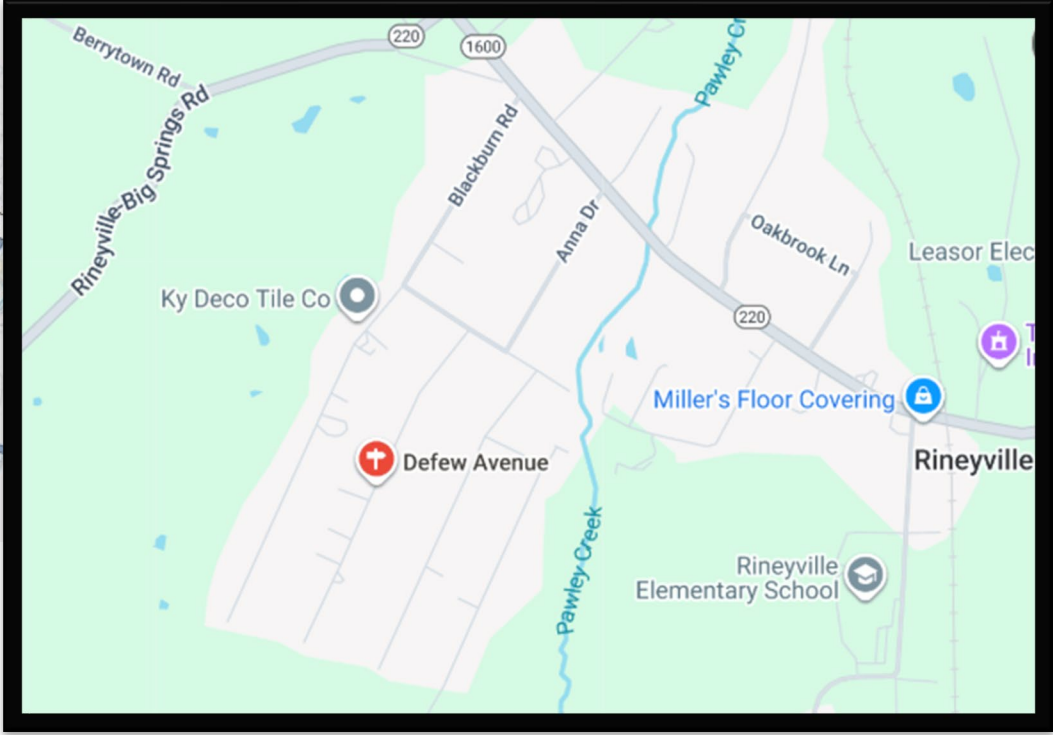 Berrytown Rd
220
1600
Pawley Cr
Rineyville-Big Springs Rd
Blackburn Rd
Anna Dr
Oakbrook Ln
Leasor Elec
Ky Deco Tile Co
220
Miller's Floor Covering
Defew Avenue
Rineyville
Pawley Creek
Rineyville
Elementary School